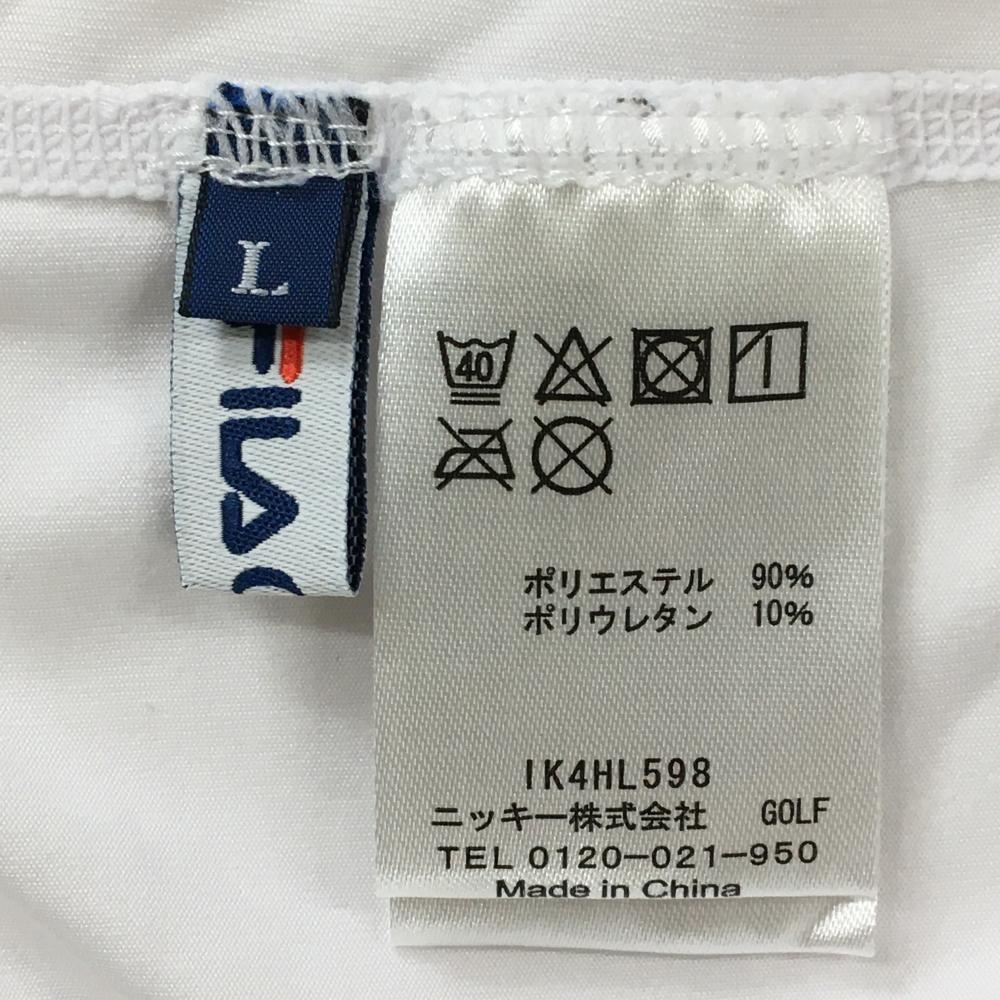 L
FILA
40
ポリエステル 90%
ポリウレタン 10%
IK4HL598
ニッキー株式会社 GOLF
TEL 0120-021-950
Made in China